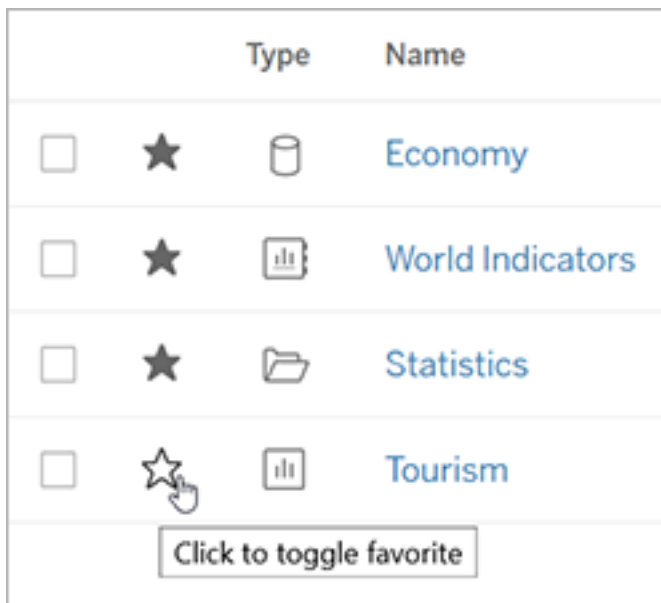 Type Name
Economy
World Indicators
Statistics
Tourism
Click to toggle favorite